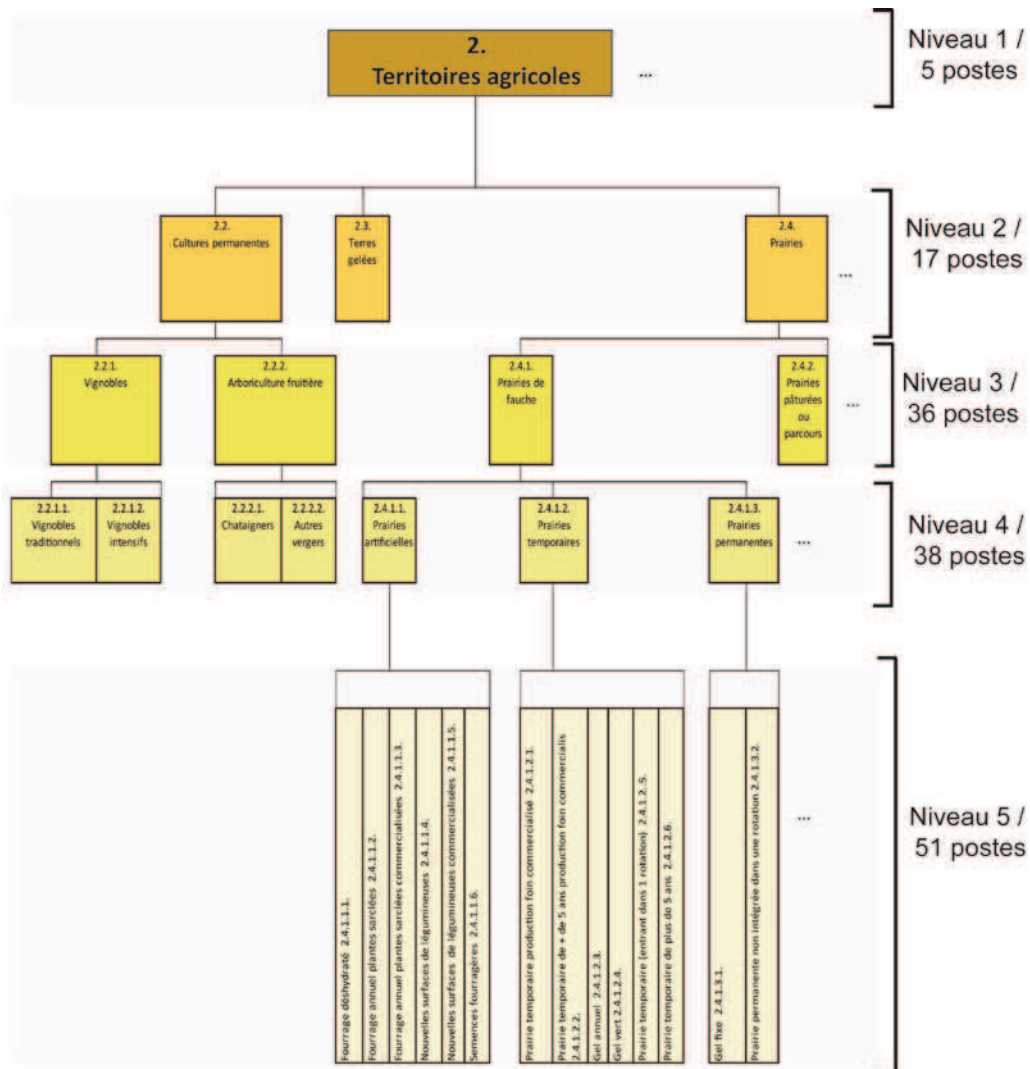 2.
Territoires agricoles
...
Niveau 1 /
5 postes
2.2.
Cultures permanentes
2.3.
Terres
gelées
2.4.
Prairies
...
Niveau 2 /
17 postes
2.2.1.
Vignobles
2.2.2.
Arboriculture fruitière
2.4.1.
Prairies de
fauche
2.4.2.
Prairies
pâturées
ou
parcours
...
Niveau 3 /
36 postes
2.2.1.1.
Vignobles
traditionnels
2.2.1.2.
Vignobles
intensifs
2.2.2.1.
Chataigners
2.2.2.2.
Autres
vergers
2.4.1.1.
Prairies
artificielles
2.4.1.2.
Prairies
temporaires
2.4.1.3.
Prairies
permanentes
...
Niveau 4 /
38 postes
Fourrage déshydraté 2.4.1.1.1.
Fourrage annuel plantes sarclées 2.4.1.1.2.
Fourrage annuel plantes sarclées commercialisées 2.4.1.1.3.
Nouvelles surfaces de légumineuses 2.4.1.1.4.
Nouvelles surfaces de légumineuses commercialisées 2.4.1.1.5.
Semences fourragères 2.4.1.1.6.
Prairie temporaire production foin commercialisé 2.4.1.2.1.
Prairie temporaire de + de 5 ans production foin commercialis
2.4.1.2.2.
Gel annuel 2.4.1.2.3.
Gel vert 2.4.1.2.4.
Prairie temporaire (entrant dans 1 rotation) 2.4.1.2..5.
Prairie temporaire de plus de 5 ans 2.4.1.2.6
Gel fixe 2.4.1.3.1.
Prairie permanente non intégrée dans une rotation 2.4.1.3.2.
...
Niveau 5 /
51 postes